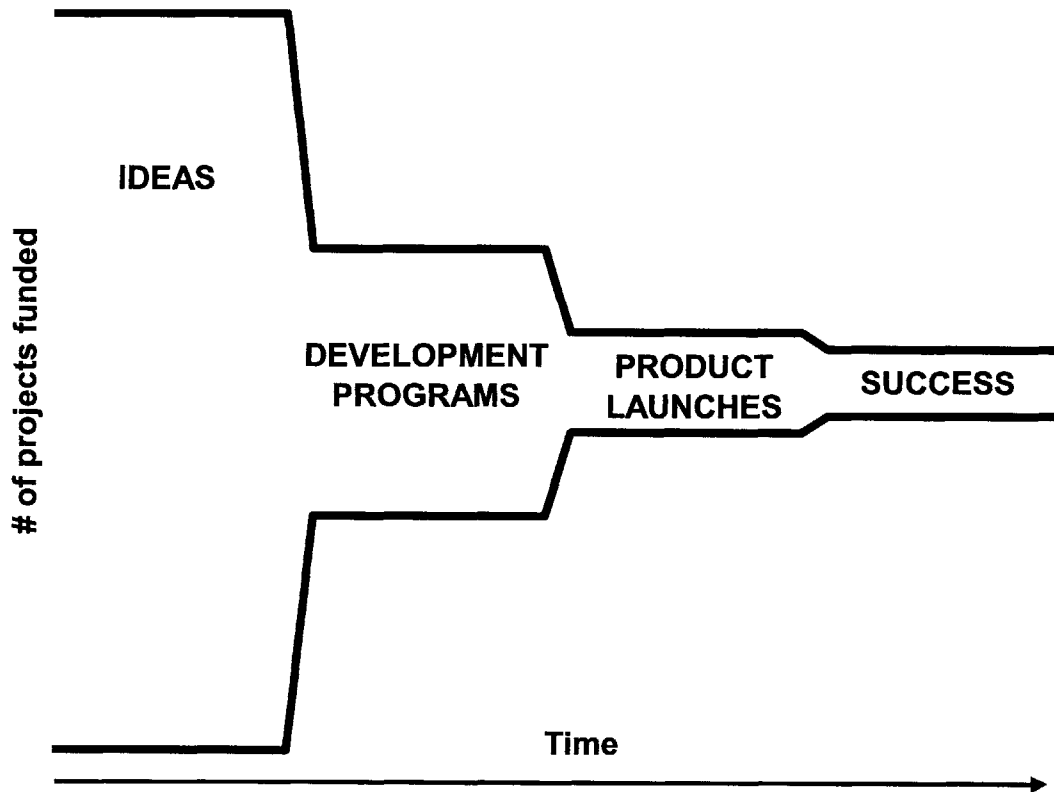 IDEAS
# of projects funded
DEVELOPMENT
PROGRAMS
PRODUCT
LAUNCHES
SUCCESS
Time